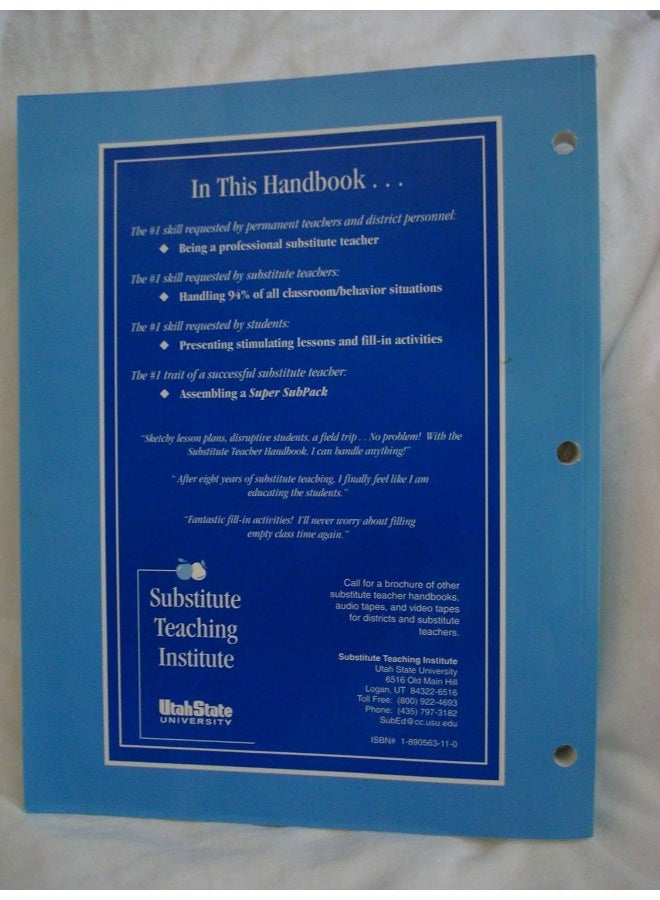 In This Handbook . . .
The #1 skill requested by permanent teachers and district personnel:
◆ Being a professional substitute teacher
The #1 skill requested by substitute teachers:
◆ Handling 94% of all classroom/behavior situations
The #1 skill requested by students:
◆ Presenting stimulating lessons and fill-in activities
The #1 trait of a successful substitute teacher:
◆ Assembling a Super SubPack
"Sketchy lesson plans, disruptive students, a field trip . . No problem! With the
Substitute Teacher Handbook, I can handle anything!"
" After eight years of substitute teaching, I finally feel like I am
educating the students."
"Fantastic fill-in activities! I'll never worry about filling
empty class time again."
Substitute
Teaching
Institute
UtahState
UNIVERSITY
Call for a brochure of other
substitute teacher handbooks,
audio tapes, and video tapes
for districts and substitute
teachers.
Substitute Teaching Institute
Utah State University
6516 Old Main Hill
Logan, UT 84322-6516
Toll Free: (800) 922-4693
Phone: (435) 797-3182
SubEd@cc.usu.edu
ISBN# 1-890563-11-0